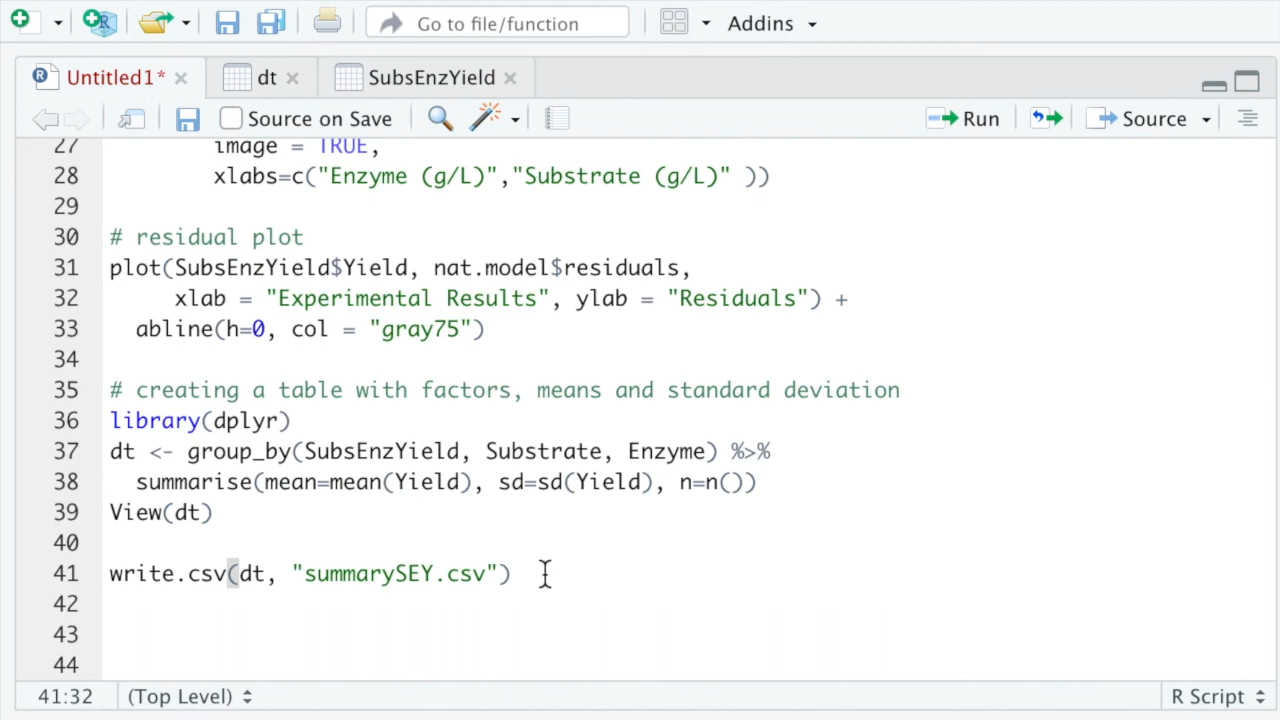 Go to file/function
Addins
Untitled1*
dt
SubsEnzYield
Source on Save
Run
Source
27 image = TRUE,
28 xlabs=c("Enzyme (g/L)","Substrate (g/L)" ))
29
30 # residual plot
31 plot(SubsEnzYield$Yield, nat.model$residuals,
32 xlab = "Experimental Results", ylab = "Residuals") +
33 abline(h=0, col = "gray75")
34
35 # creating a table with factors, means and standard deviation
36 library(dplyr)
37 dt <- group_by(SubsEnzYield, Substrate, Enzyme) %>%
38 summarise(mean=mean(Yield), sd=sd(Yield), n=n())
39 View(dt)
40
41 write.csv(dt, "summarySEY.csv")
42
43
44
41:32
(Top Level)
R Script